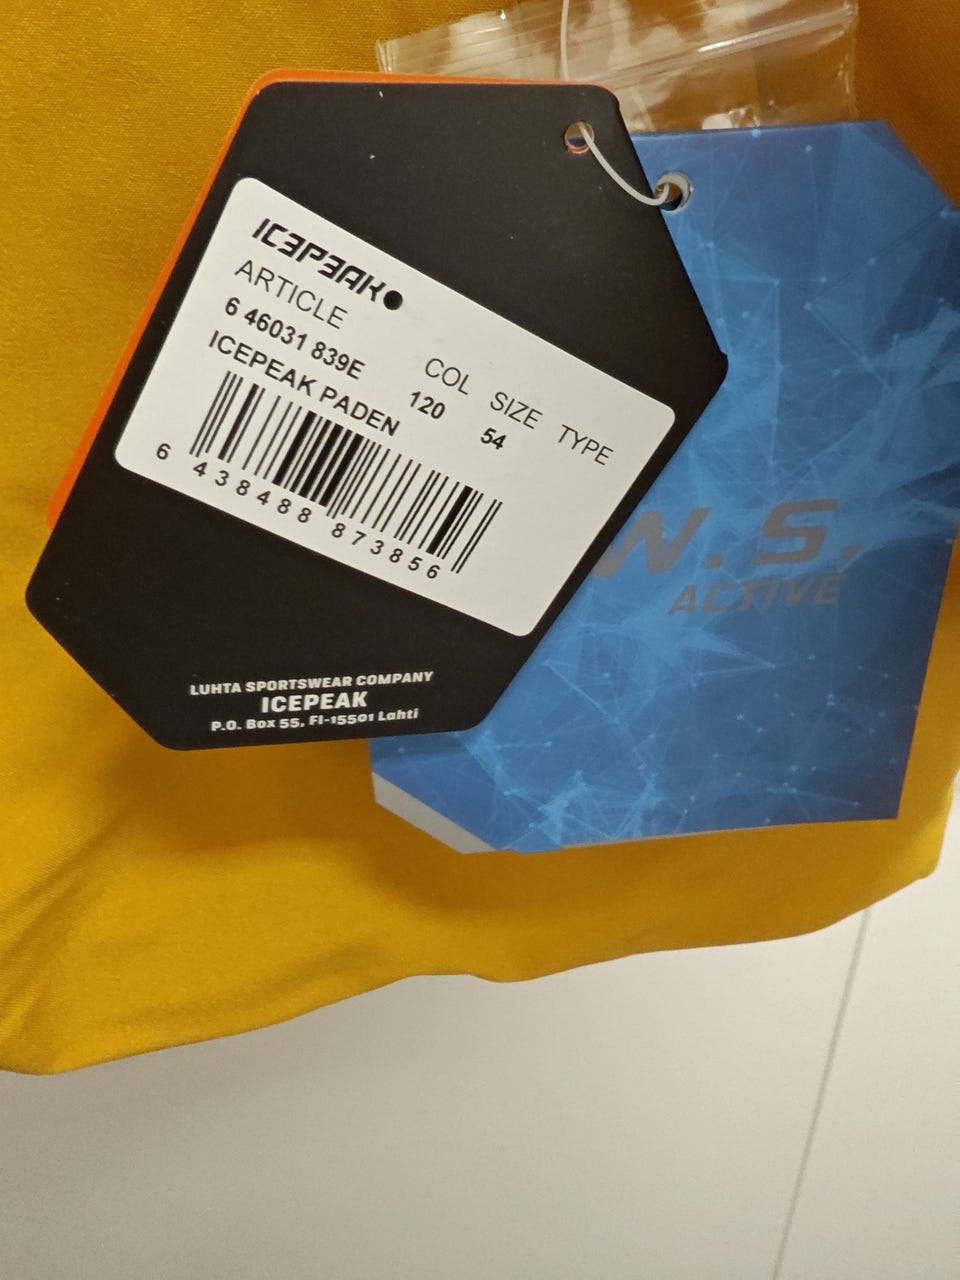 ICEPEAK
ARTICLE COL SIZE TYPE
6 46031 839E 120 54
ICEPEAK PADEN
6 438488 873856
LUHTA SPORTSWEAR COMPANY
ICEPEAK
P.O. Box 55, FI-15501 Lahti
W.S.
ACTIVE